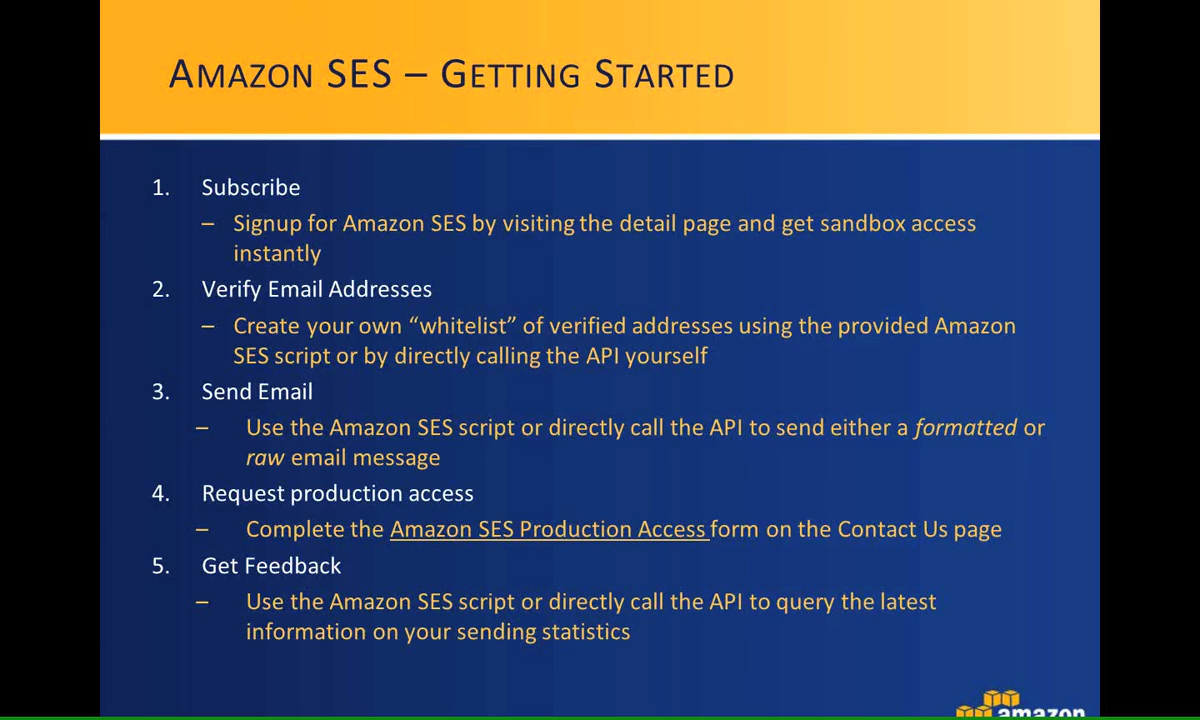 AMAZON SES – GETTING STARTED
1. Subscribe
– Signup for Amazon SES by visiting the detail page and get sandbox access
instantly
2. Verify Email Addresses
– Create your own “whitelist” of verified addresses using the provided Amazon
SES script or by directly calling the API yourself
3. Send Email
– Use the Amazon SES script or directly call the API to send either a formatted or
raw email message
4. Request production access
– Complete the Amazon SES Production Access form on the Contact Us page
5. Get Feedback
– Use the Amazon SES script or directly call the API to query the latest
information on your sending statistics
amazon